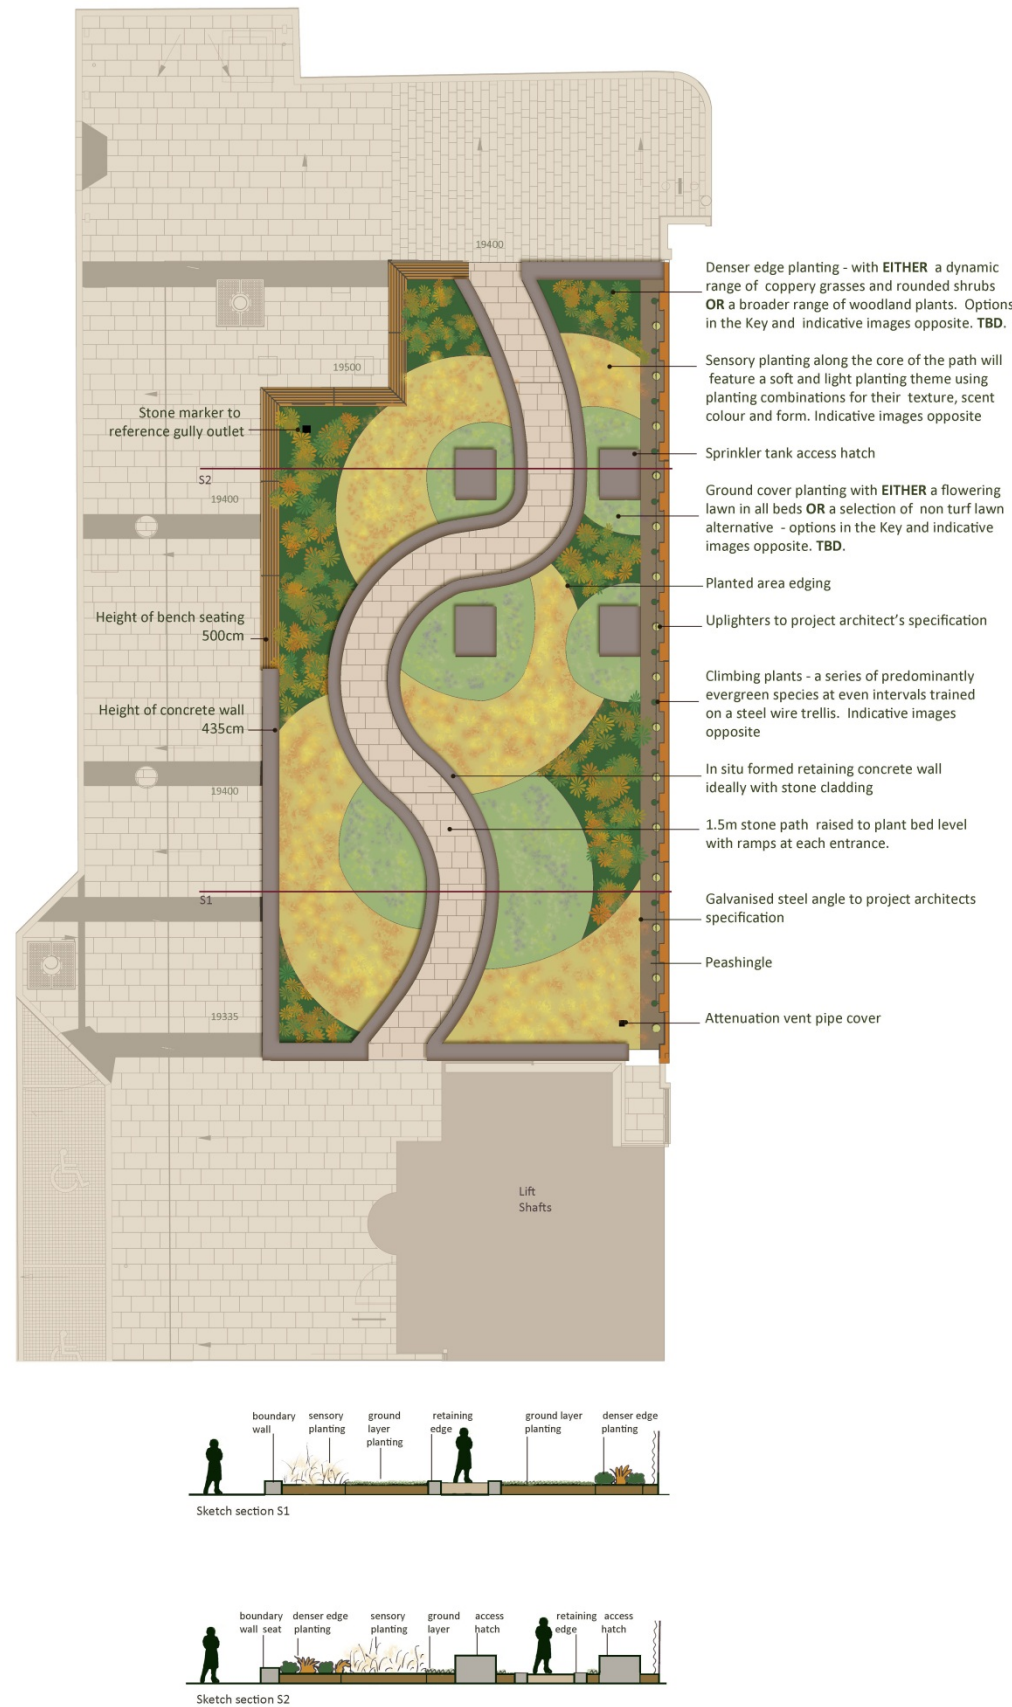 19400
19500
Stone marker to
reference gully outlet
S2
19400
Height of bench seating
500cm
Height of concrete wall
435cm
19400
S1
19335
Denser edge planting - with EITHER a dynamic
range of coppery grasses and rounded shrubs
OR a broader range of woodland plants. Options
in the Key and indicative images opposite. TBD.
Sensory planting along the core of the path will
feature a soft and light planting theme using
planting combinations for their texture, scent
colour and form. Indicative images opposite
Sprinkler tank access hatch
Ground cover planting with EITHER a flowering
lawn in all beds OR a selection of non turf lawn
alternative - options in the Key and indicative
images opposite. TBD.
Planted area edging
Uplighters to project architect's specification
Climbing plants - a series of predominantly
evergreen species at even intervals trained
on a steel wire trellis. Indicative images
opposite
In situ formed retaining concrete wall
ideally with stone cladding
1.5m stone path raised to plant bed level
with ramps at each entrance.
Galvanised steel angle to project architects
specification
Peashingle
Attenuation vent pipe cover
Lift
Shafts
boundary
wall
sensory
planting
ground
layer
planting
retaining
edge
ground layer
planting
denser edge
planting
Sketch section S1
boundary
wall seat
denser edge
planting
sensory
planting
ground
layer
access
hatch
retaining
edge
access
hatch
Sketch section S2